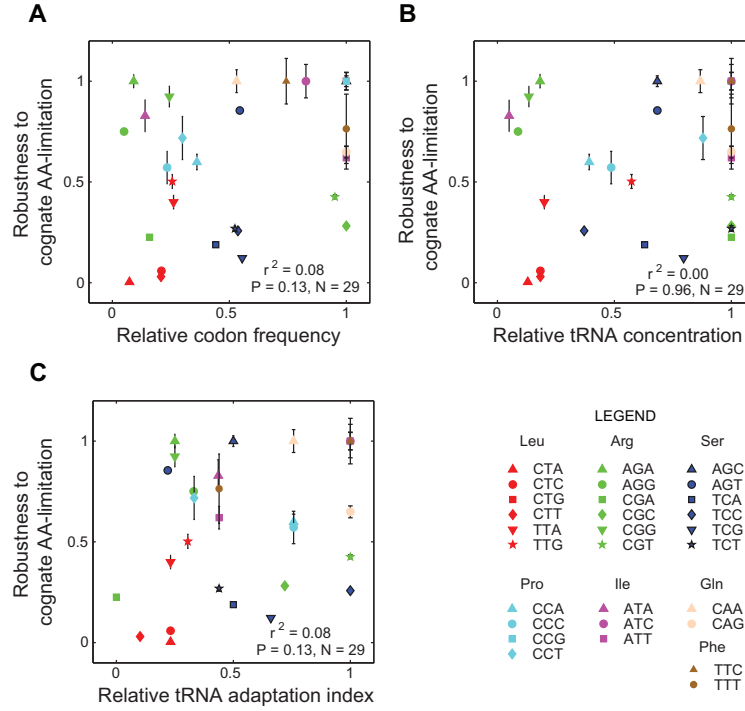 A
Robustness to
cognate AA-limitation
1
0.5
0
0
0.5
1
r² = 0.08
P = 0.13, N = 29
Relative codon frequency
B
Robustness to
cognate AA-limitation
1
0.5
0
0
0.5
1
r² = 0.00
P = 0.96, N = 29
Relative tRNA concentration
C
Robustness to
cognate AA-limitation
1
0.5
0
0
0.5
1
r² = 0.08
P = 0.13, N = 29
Relative tRNA adaptation index
LEGEND
Leu
CTA
CTC
CTG
CTT
TTA
TTG
Arg
AGA
AGG
CGA
CGC
CGG
CGT
Ser
AGC
AGT
TCA
TCC
TCG
TCT
Pro
CCA
CCC
CCG
CCT
Ile
ATA
ATC
ATT
Gln
CAA
CAG
Phe
TTC
TTT